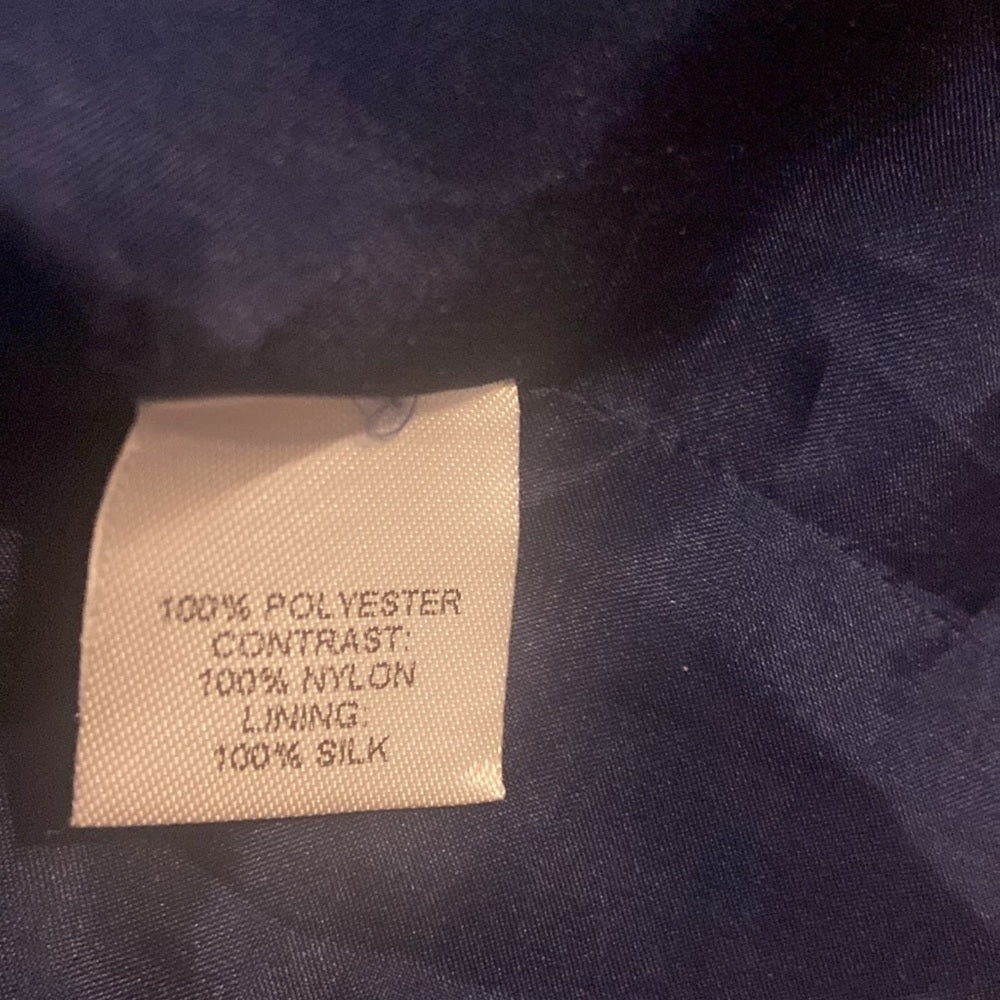 100% POLYESTER
CONTRAST:
100% NYLON
LINING:
100% SILK